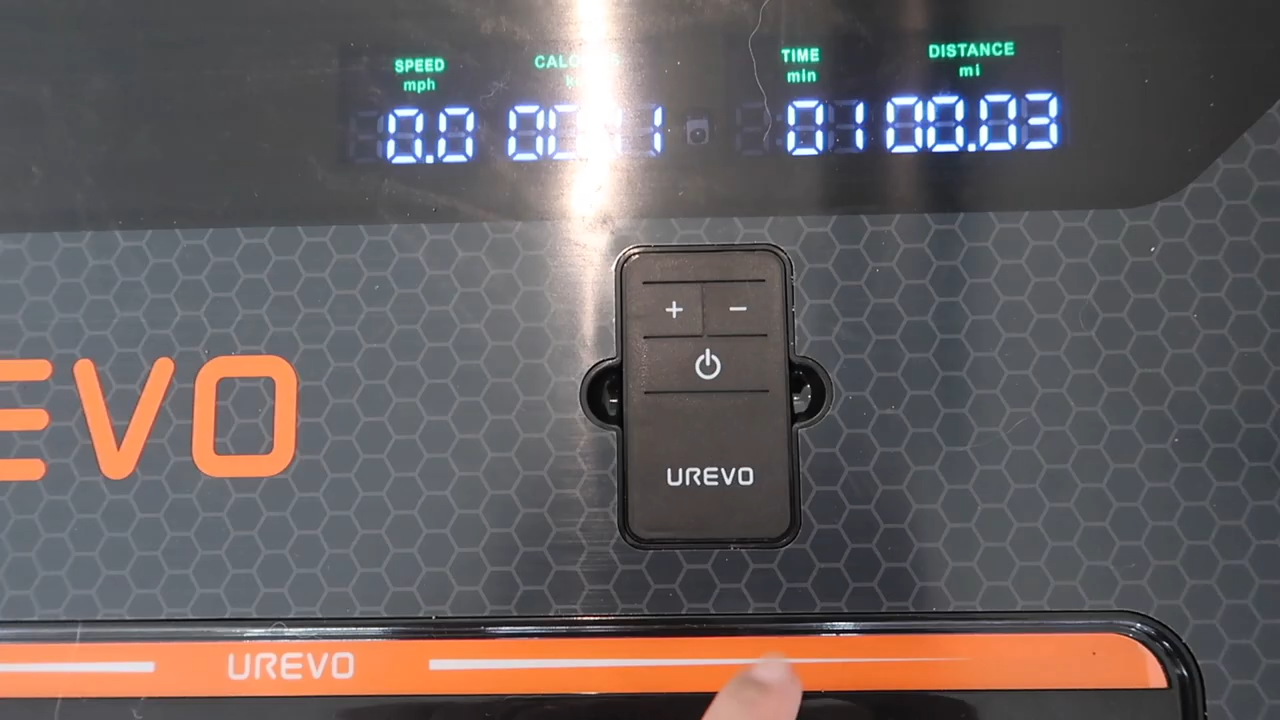 SPEED
mph
TIME
min
DISTANCE
mi
0.0
01
00.03
+ −
EVO
UREVO
UREVO